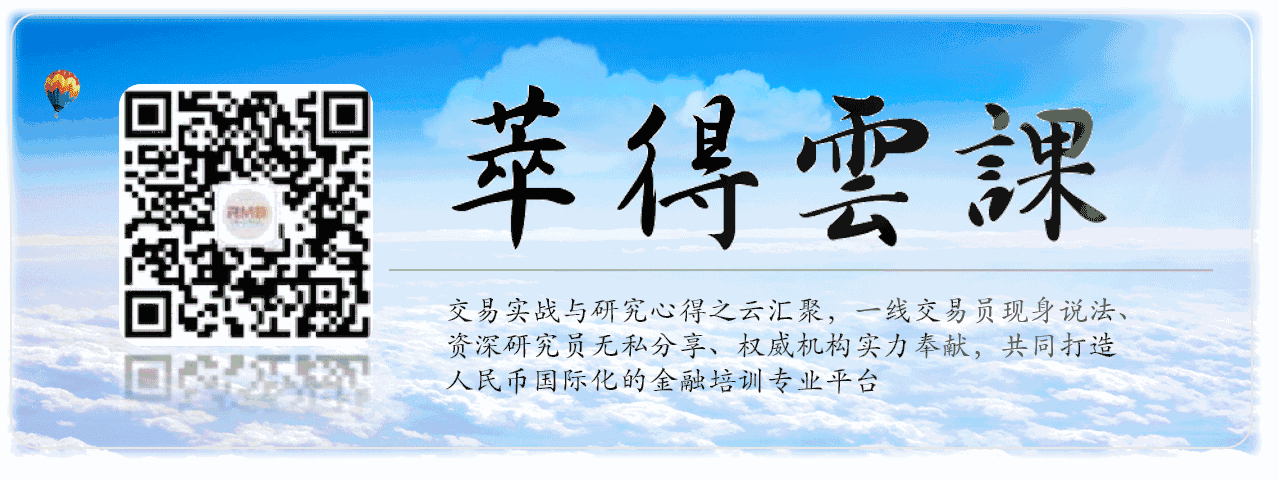 RMB
萃得雲課
交易实战与研究心得之云汇聚，一线交易员现身说法、
资深研究员无私分享、权威机构实力奉献，共同打造
人民币国际化的金融培训专业平台